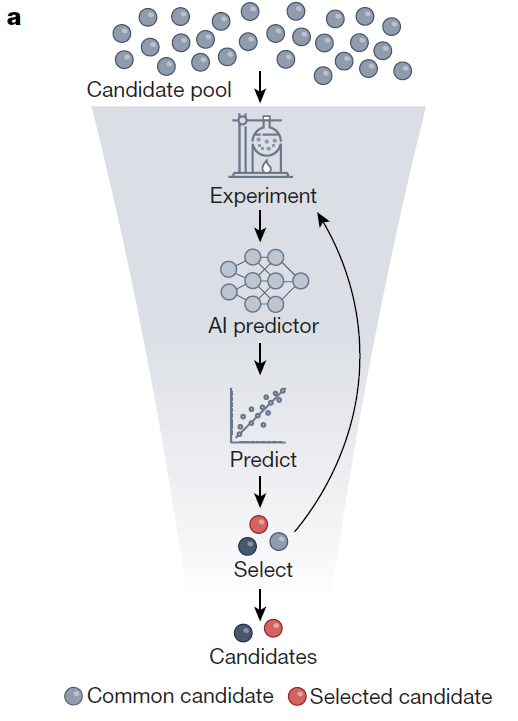 a
Candidate pool
Experiment
AI predictor
Predict
Select
Candidates
Common candidate Selected candidate